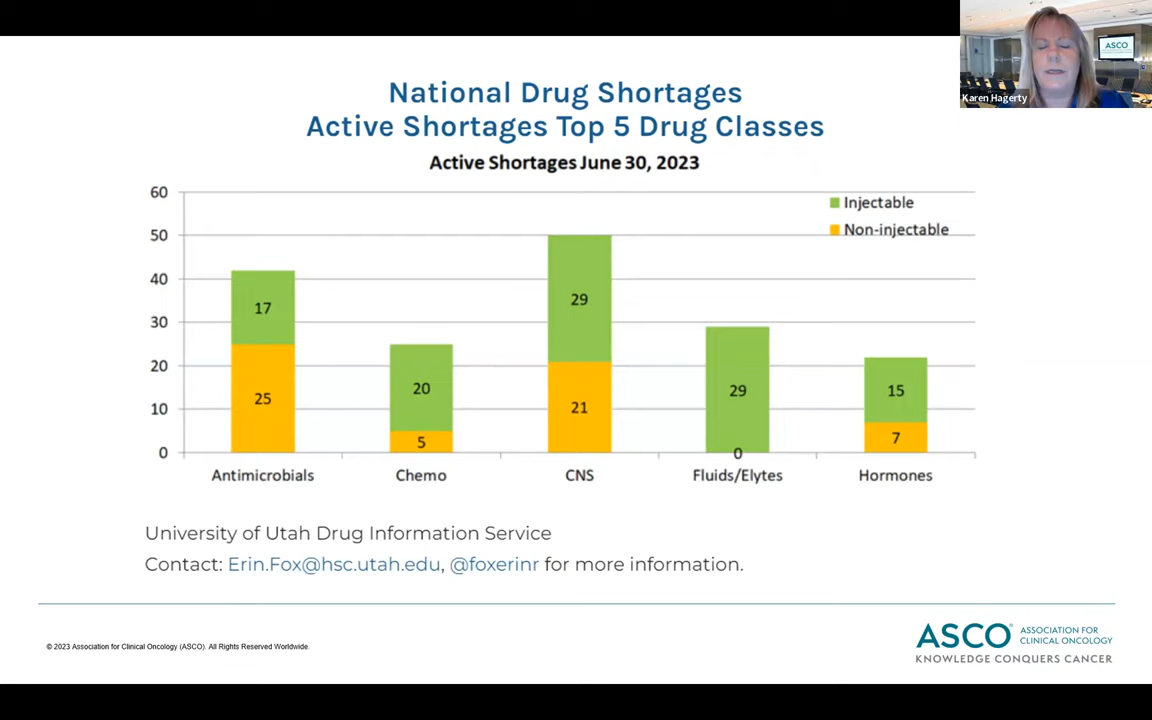 ASCO
Karen Hagerty
National Drug Shortages
Active Shortages Top 5 Drug Classes
Active Shortages June 30, 2023
60
50
40
30
20
10
0
Injectable
Non-injectable
17
25
20
5
29
21
29
0
15
7
Antimicrobials
Chemo
CNS
Fluids/Elytes
Hormones
University of Utah Drug Information Service
Contact: Erin.Fox@hsc.utah.edu, @foxerinr for more information.
© 2023 Association for Clinical Oncology (ASCO). All Rights Reserved Worldwide.
ASCO®
ASSOCIATION FOR
CLINICAL ONCOLOGY
KNOWLEDGE CONQUERS CANCER